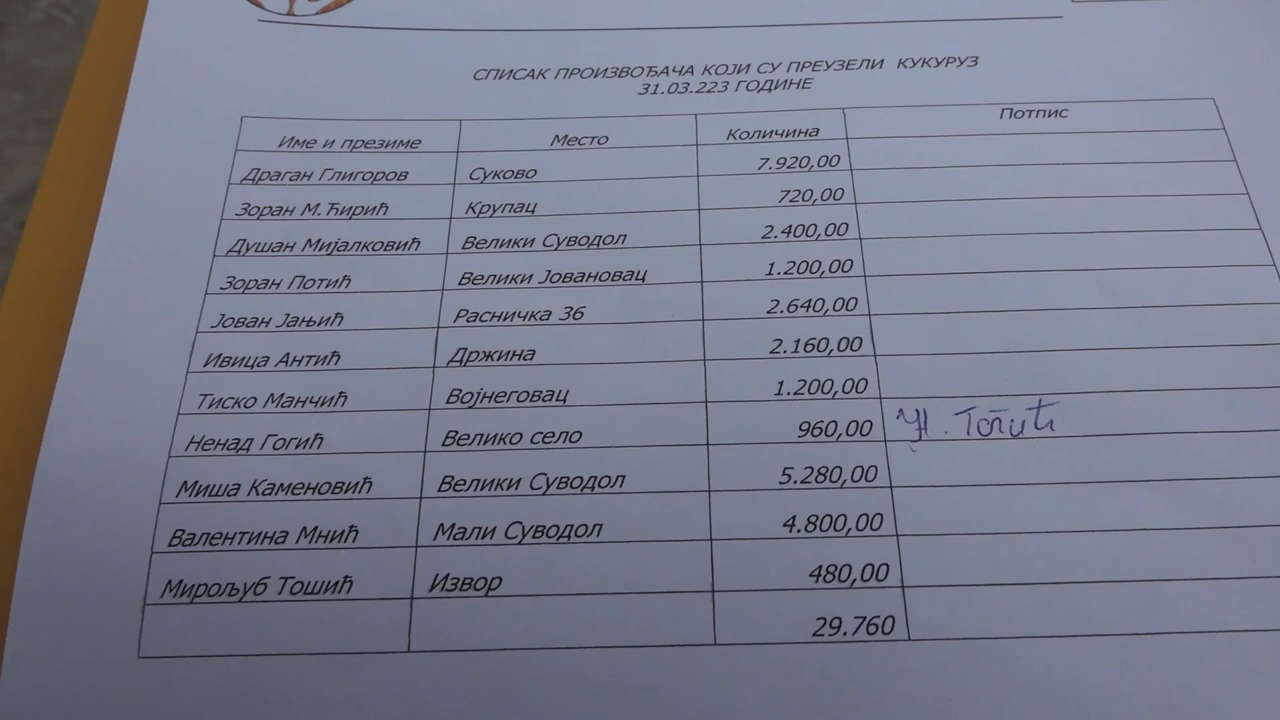 СПИСАК ПРОИЗВОЂАЧА КОЈИ СУ ПРЕУЗЕЛИ КУКУРУЗ
31.03.223 ГОДИНЕ
Име и презиме Место Количина Потпис
Драган Глигоров Суково 7.920,00
Зоран М.Ћирић Крупац 720,00
Душан Мијалковић Велики Суводол 2.400,00
Зоран Потић Велики Јовановац 1.200,00
Јован Јањић Расничка 36 2.640,00
Ивица Антић Држина 2.160,00
Тиско Манчић Војнеговац 1.200,00
Ненад Гогић Велико село 960,00
Миша Каменовић Велики Суводол 5.280,00
Валентина Мнић Мали Суводол 4.800,00
Мирољуб Тошић Извор 480,00
29.760